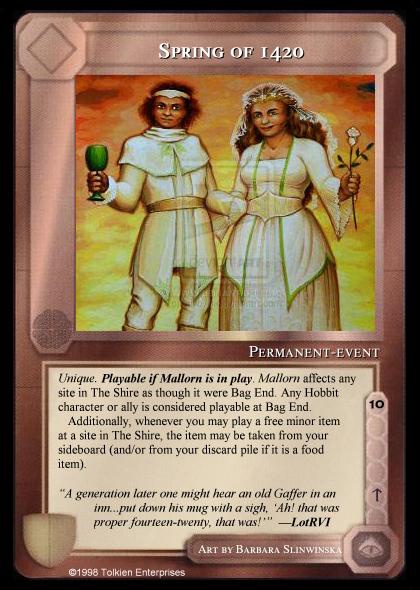 Spring of 1420
Permanent-event
Unique. Playable if Mallorn is in play. Mallorn affects any
site in The Shire as though it were Bag End. Any Hobbit
character or ally is considered playable at Bag End.
Additionally, whenever you may play a free minor item
at a site in The Shire, the item may be taken from your
sideboard (and/or from your discard pile if it is a food
item).
10
“A generation later one might hear an old Gaffer in an
inn...put down his mug with a sigh, ‘Ah! that was
proper fourteen-twenty, that was!’” —LotRVI
Art by Barbara Slinwinska
©1998 Tolkien Enterprises